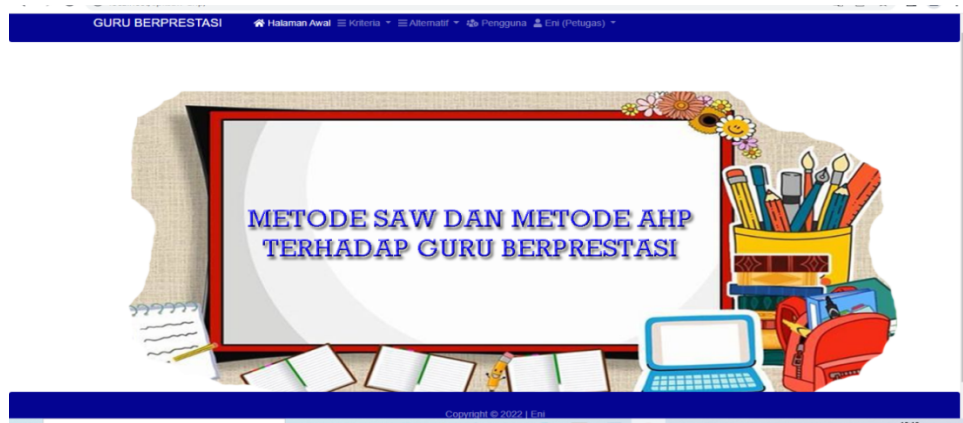 GURU BERPRESTASI Halaman Awal Kriteria Alternatif Pengguna Eni (Petugas)
METODE SAW DAN METODE AHP
TERHADAP GURU BERPRESTASI
Copyright © 2022 | Eni